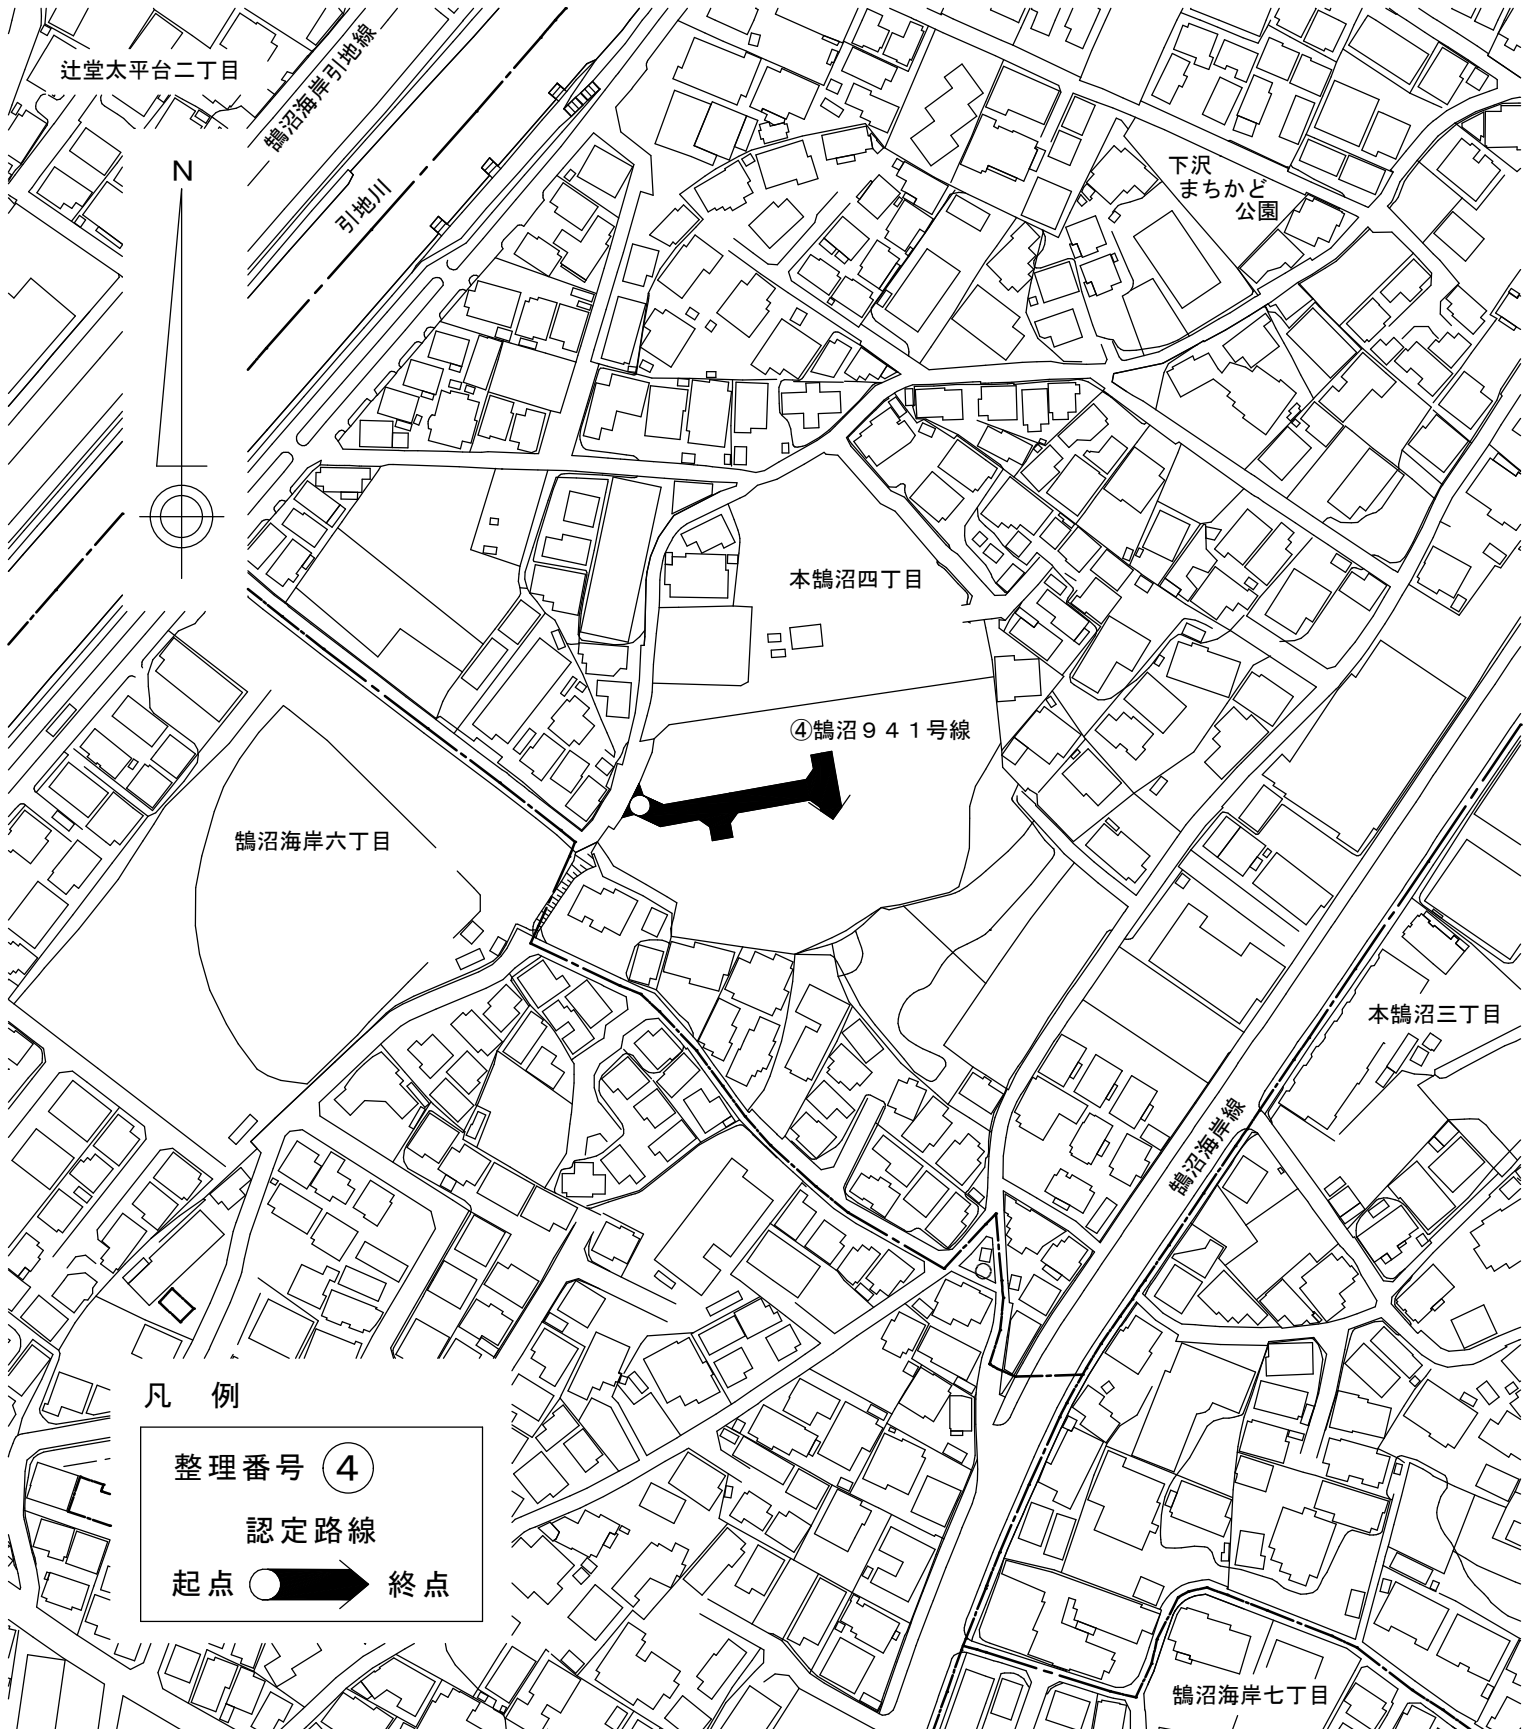 辻堂太平台二丁目
鵠沼海岸引地線
N
引地川
下沢
まちかど
公園
本鵠沼四丁目
④鵠沼９４１号線
鵠沼海岸六丁目
本鵠沼三丁目
鵠沼海岸線
凡　例
整理番号 ④
認定路線
起点 終点
鵠沼海岸七丁目